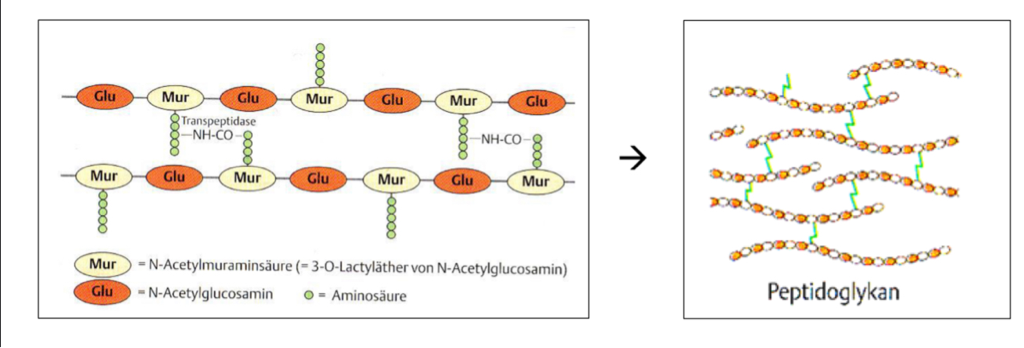 Glu Mur Glu Mur Glu Mur Glu
Transpeptidase
NH-CO
NH-CO
Mur Glu Mur Glu Mur Glu Mur
Mur = N-Acetylmuraminsäure (= 3-O-Lactyläther von N-Acetylglucosamin)
Glu = N-Acetylglucosamin = Aminosäure
→
Peptidoglykan